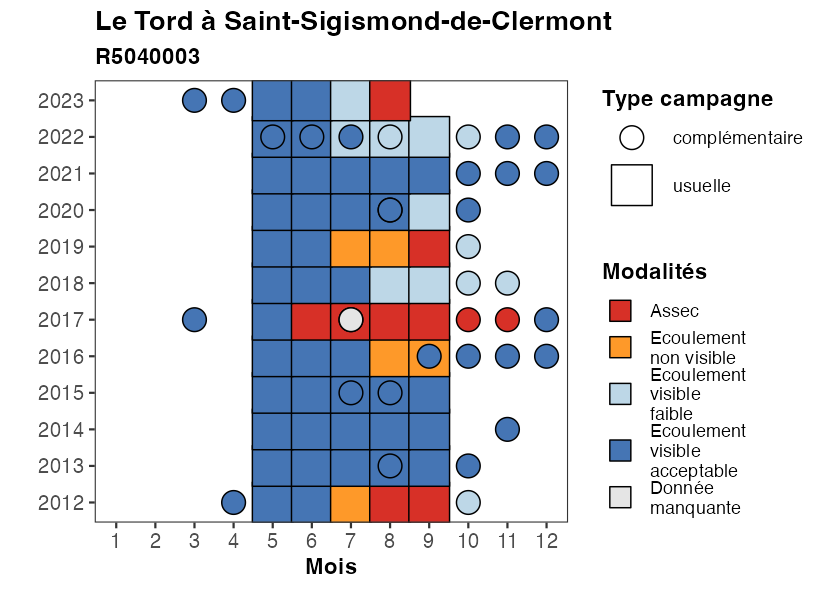 Le Tord à Saint-Sigismond-de-Clermont
R5040003
2023
2022
2021
2020
2019
2018
2017
2016
2015
2014
2013
2012
1 2 3 4 5 6 7 8 9 10 11 12
Mois
Type campagne
complémentaire
usuelle
Modalités
Assec
Ecoulement
non visible
Ecoulement
visible
faible
Ecoulement
visible
acceptable
Donnée
manquante